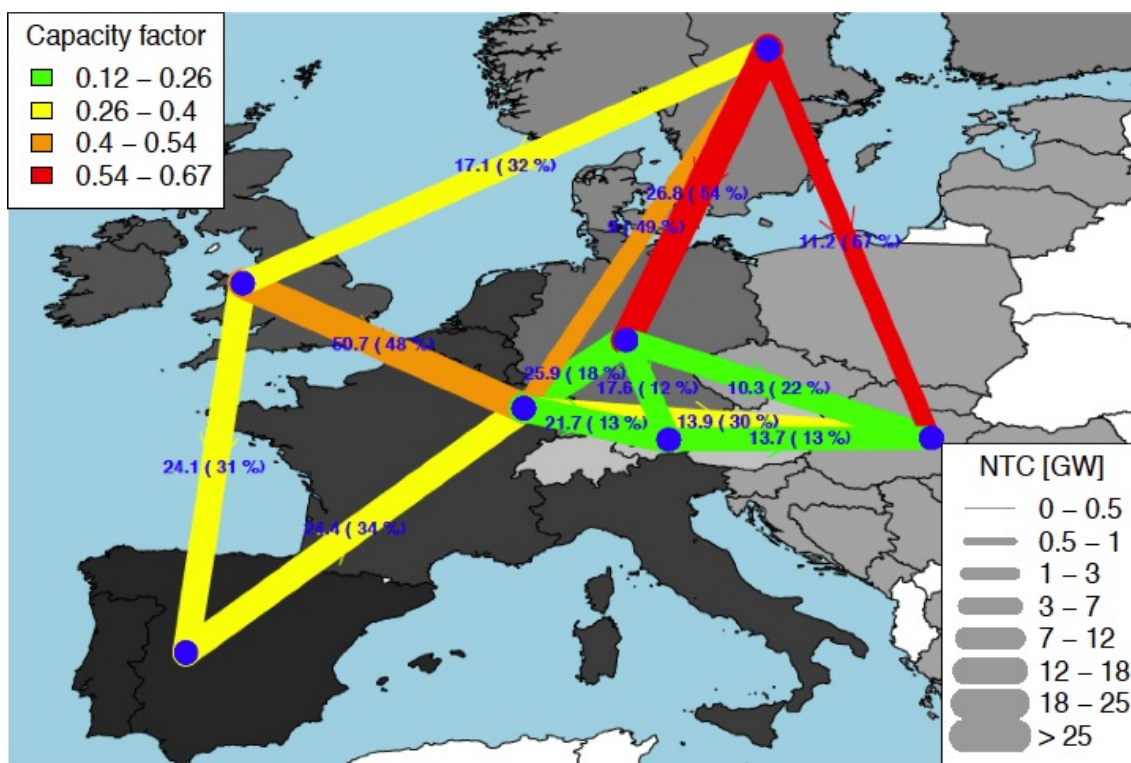 Capacity factor
0.12 – 0.26
0.26 – 0.4
0.4 – 0.54
0.54 – 0.67
17.1 ( 32 %)
26.8 ( 54 %)
9 ( 49 %)
11.2 ( 67 %)
50.7 ( 48 %)
25.9 ( 18 %)
17.6 ( 12 %)
10.3 ( 22 %)
21.7 ( 13 %)
13.9 ( 30 %)
13.7 ( 13 %)
24.1 ( 31 %)
24.4 ( 34 %)
NTC [GW]
0 – 0.5
0.5 – 1
1 – 3
3 – 7
7 – 12
12 – 18
18 – 25
> 25